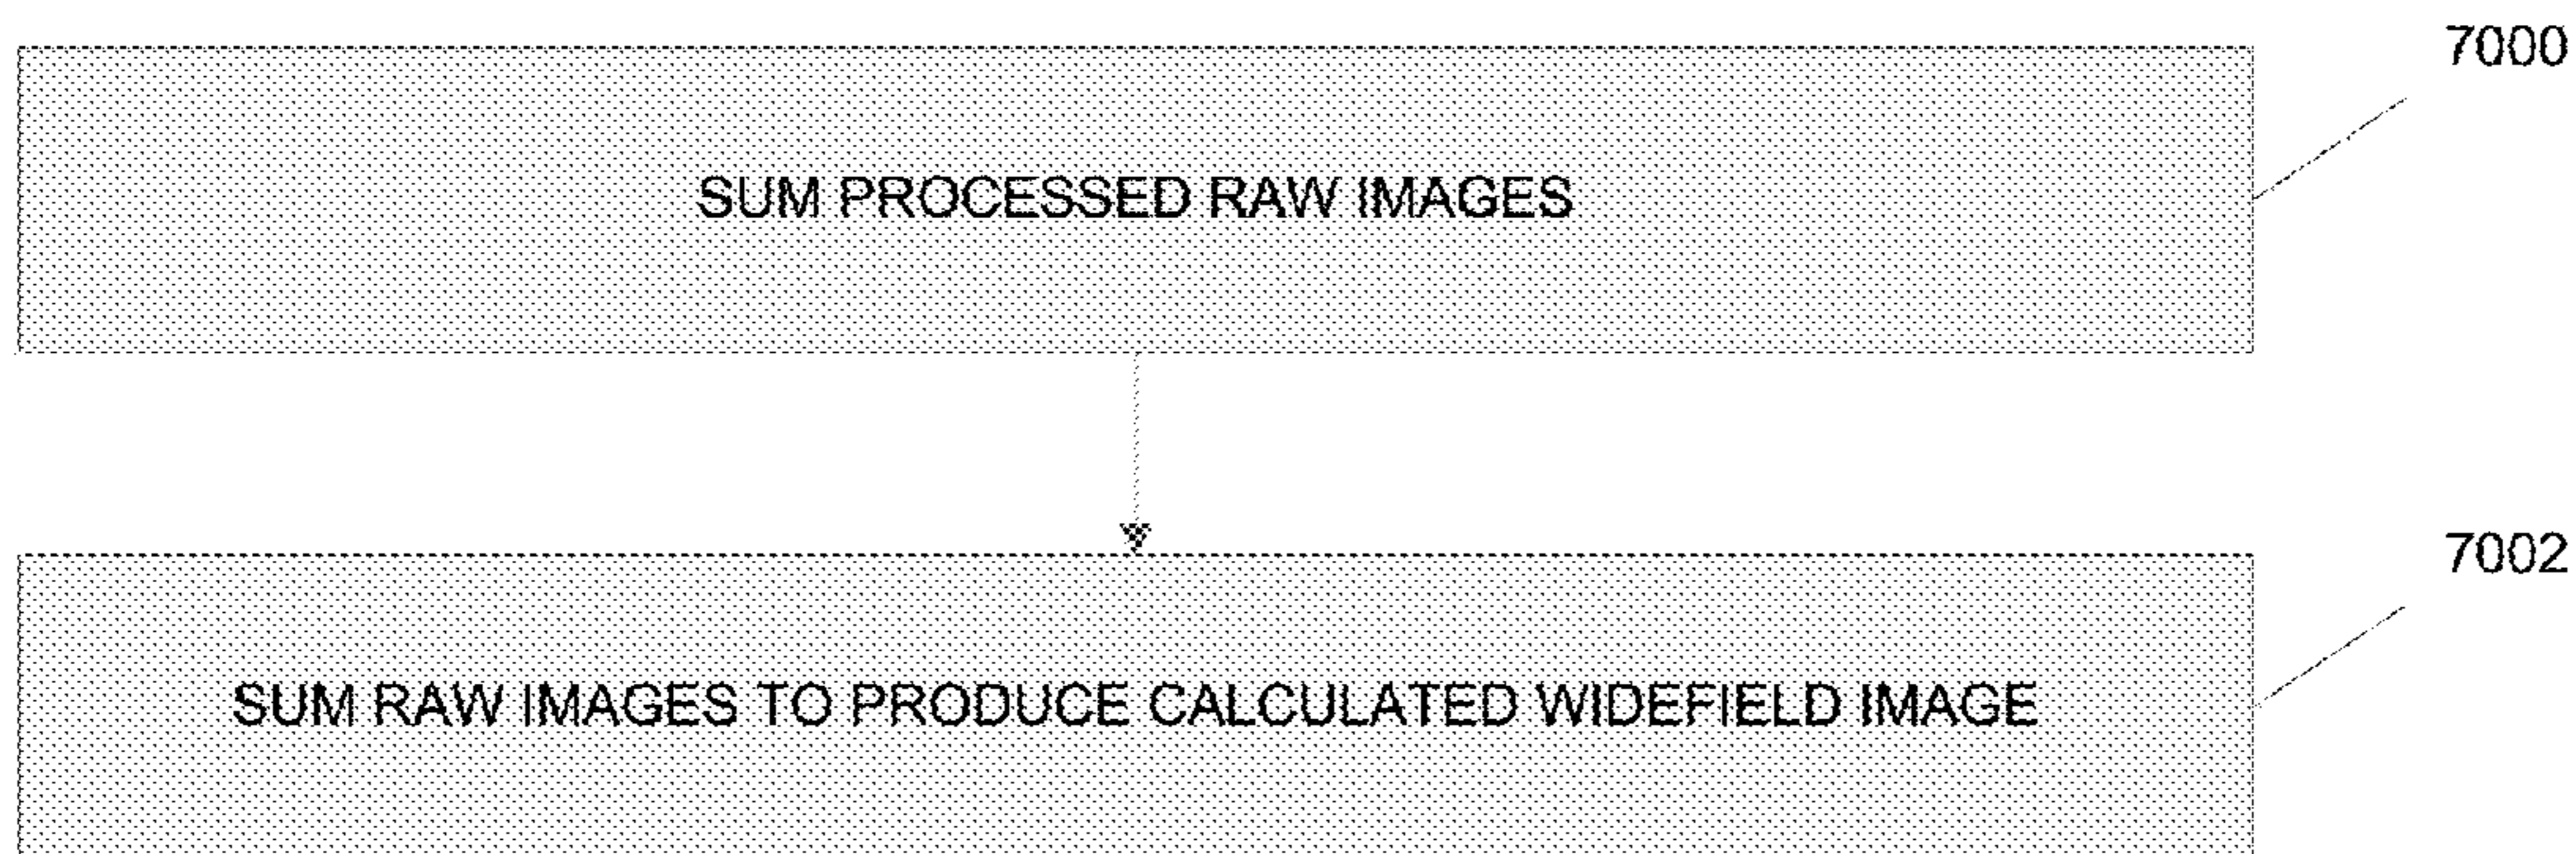 7000
SUM PROCESSED RAW IMAGES
7002
SUM RAW IMAGES TO PRODUCE CALCULATED WIDEFIELD IMAGE